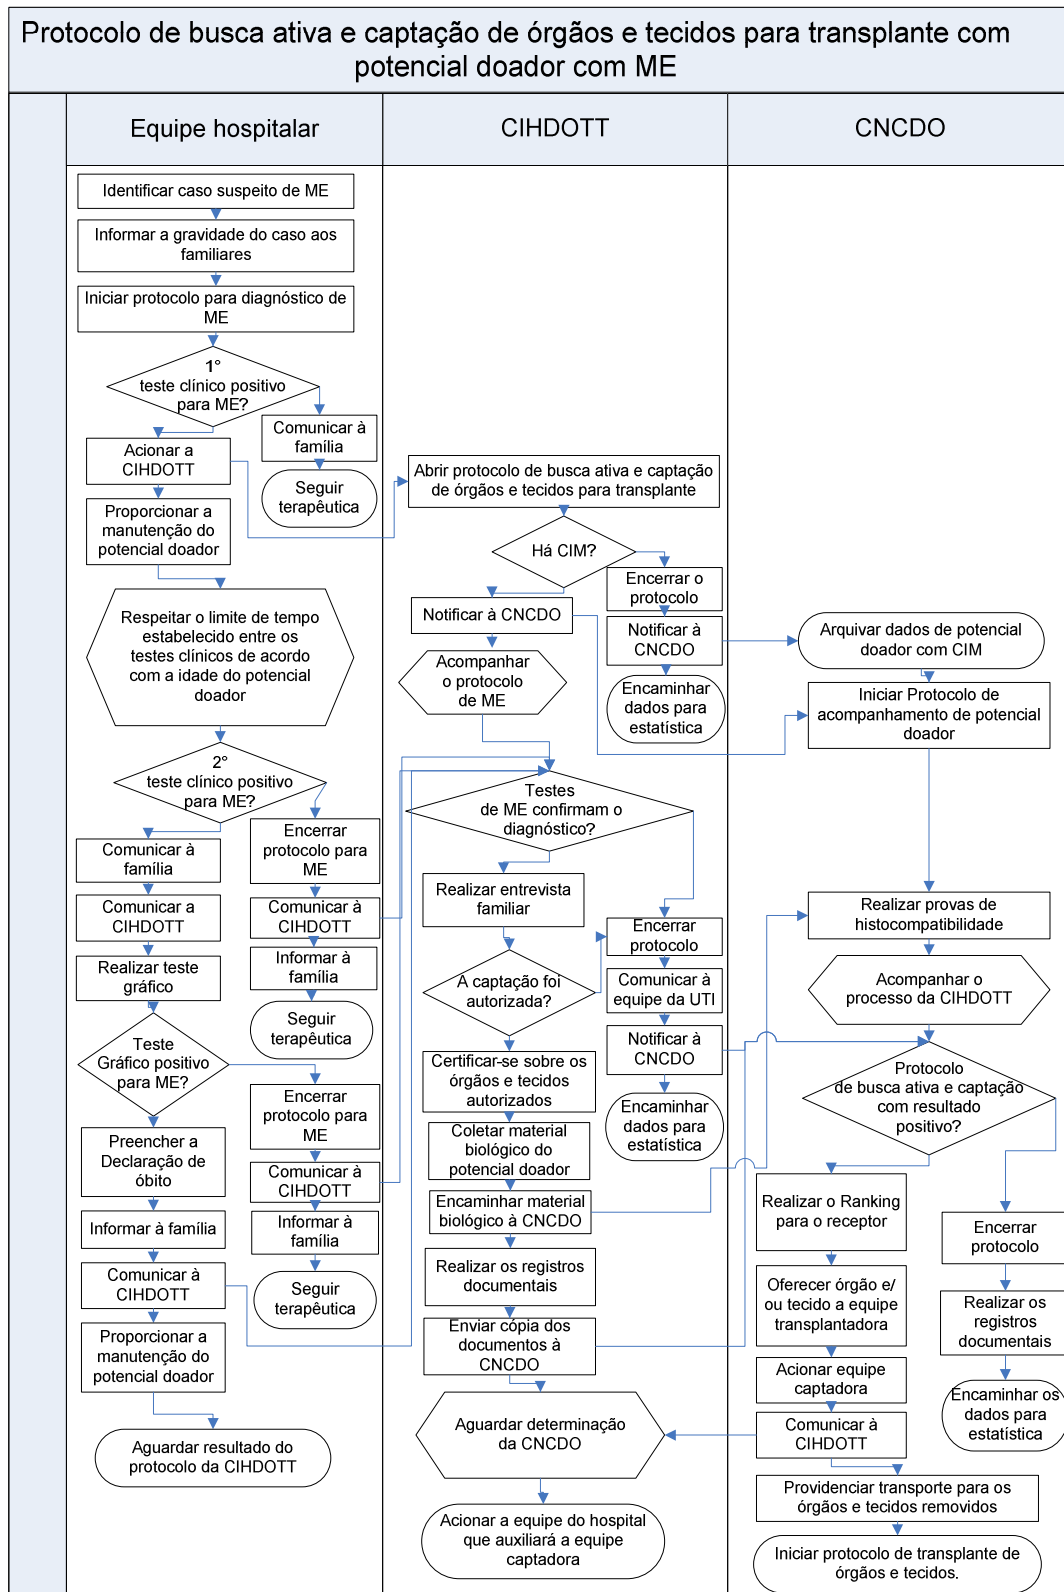 Protocolo de busca ativa e captação de órgãos e tecidos para transplante com
potencial doador com ME
Equipe hospitalar
CIHDOTT
CNCDO
Identificar caso suspeito de ME
Informar a gravidade do caso aos
familiares
Iniciar protocolo para diagnóstico de
ME
1°
teste clínico positivo
para ME?
Comunicar à
família
Seguir
terapêutica
Acionar a
CIHDOTT
Proporcionar a
manutenção do
potencial doador
Respeitar o limite de tempo
estabelecido entre os
testes clínicos de acordo
com a idade do potencial
doador
2°
teste clínico positivo
para ME?
Encerrar
protocolo para
ME
Comunicar à
CIHDOTT
Informar à
família
Seguir
terapêutica
Comunicar à
família
Comunicar a
CIHDOTT
Realizar teste
gráfico
Teste
Gráfico positivo
para ME?
Encerrar
protocolo para
ME
Comunicar à
CIHDOTT
Informar à
família
Seguir
terapêutica
Preencher a
Declaração de
óbito
Informar à família
Comunicar à
CIHDOTT
Proporcionar a
manutenção do
potencial doador
Aguardar resultado do
protocolo da CIHDOTT
Abrir protocolo de busca ativa e captação
de órgãos e tecidos para transplante
Há CIM?
Encerrar o
protocolo
Notificar à
CNCDO
Encaminhar
dados para
estatística
Notificar à CNCDO
Acompanhar
o protocolo
de ME
Testes
de ME confirmam o
diagnóstico?
Realizar entrevista
familiar
A captação foi
autorizada?
Encerrar
protocolo
Comunicar à
equipe da UTI
Notificar à
CNCDO
Encaminhar
dados para
estatística
Certificar-se sobre os
órgãos e tecidos
autorizados
Coletar material
biológico do
potencial doador
Encaminhar material
biológico à CNCDO
Realizar os registros
documentais
Enviar cópia dos
documentos à
CNCDO
Aguardar determinação
da CNCDO
Acionar a equipe do hospital
que auxiliará a equipe
captadora
Arquivar dados de potencial
doador com CIM
Iniciar Protocolo de
acompanhamento de potencial
doador
Realizar provas de
histocompatibilidade
Acompanhar o
processo da CIHDOTT
Protocolo
de busca ativa e captação
com resultado
positivo?
Realizar o Ranking
para o receptor
Oferecer órgão e/
ou tecido a equipe
transplantadora
Acionar equipe
captadora
Comunicar à
CIHDOTT
Providenciar transporte para os
órgãos e tecidos removidos
Iniciar protocolo de transplante de
órgãos e tecidos.
Encerrar
protocolo
Realizar os
registros
documentais
Encaminhar os
dados para
estatística